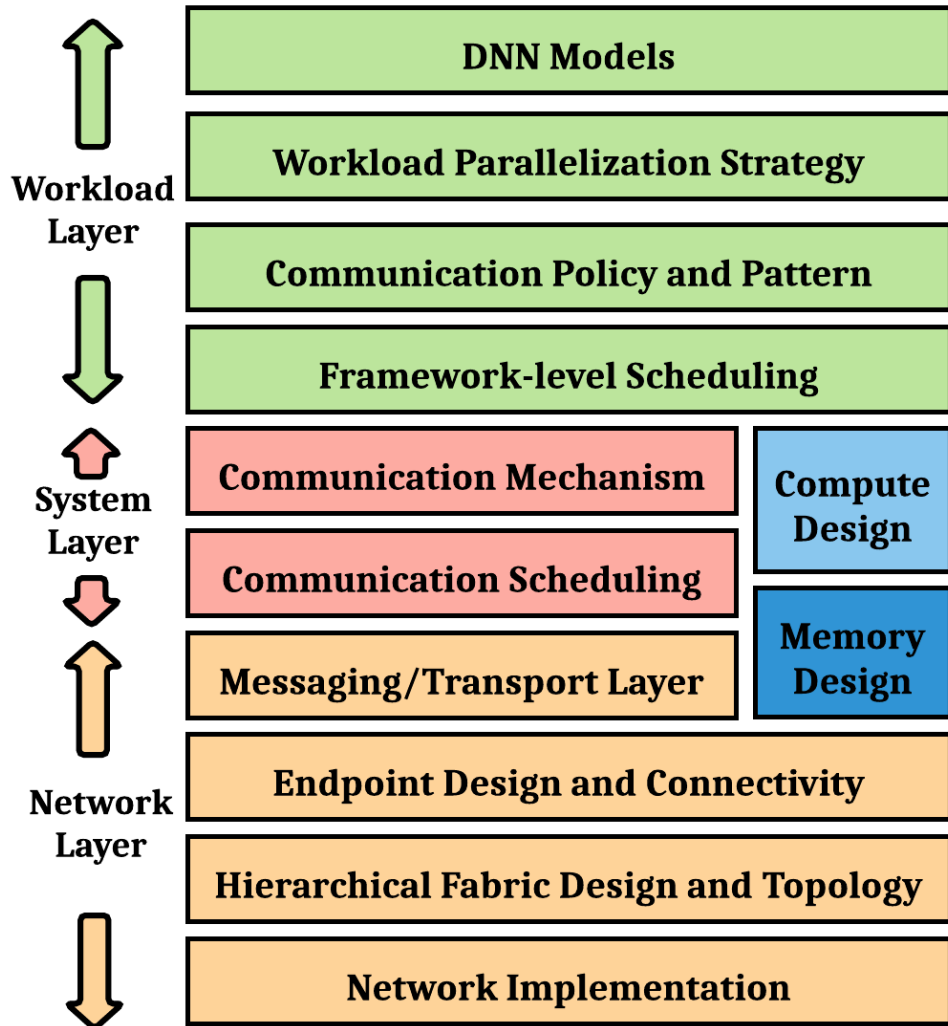 DNN Models
Workload Parallelization Strategy
Workload
Layer
Communication Policy and Pattern
Framework-level Scheduling
Communication Mechanism
Compute
Design
System
Layer
Communication Scheduling
Memory
Design
Messaging/Transport Layer
Endpoint Design and Connectivity
Network
Layer
Hierarchical Fabric Design and Topology
Network Implementation